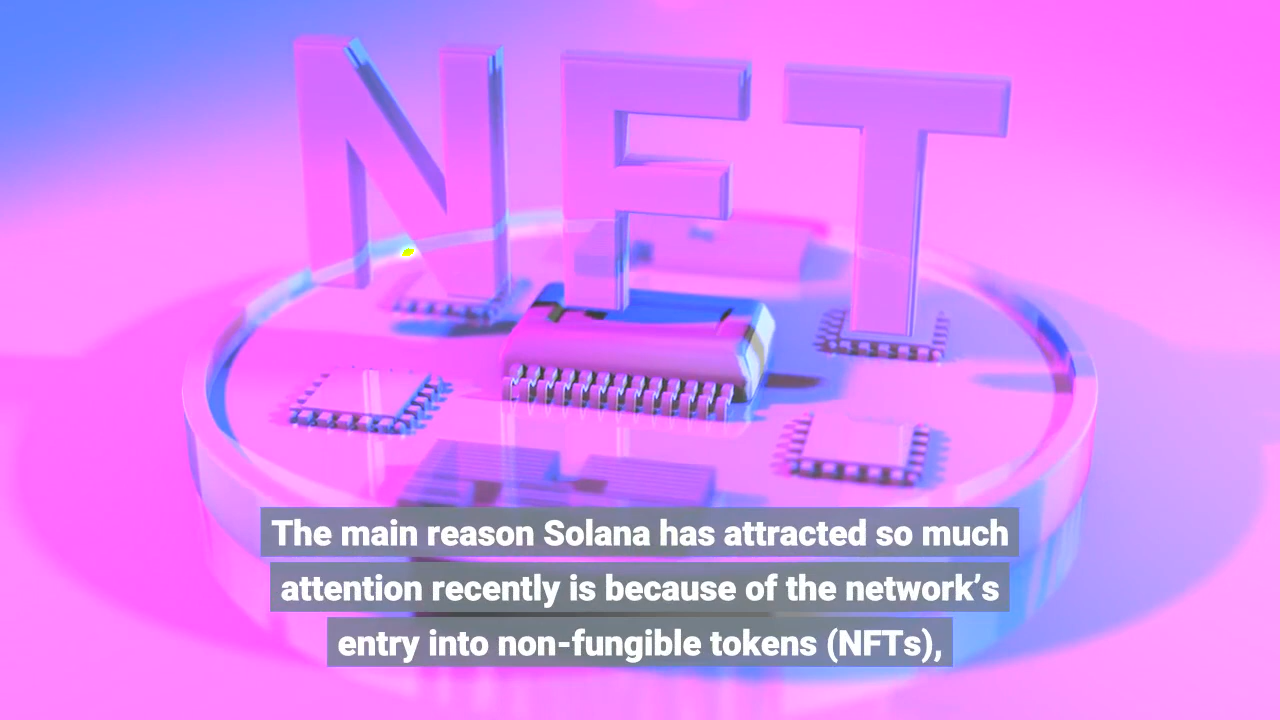 NFT
The main reason Solana has attracted so much
attention recently is because of the network’s
entry into non-fungible tokens (NFTs),